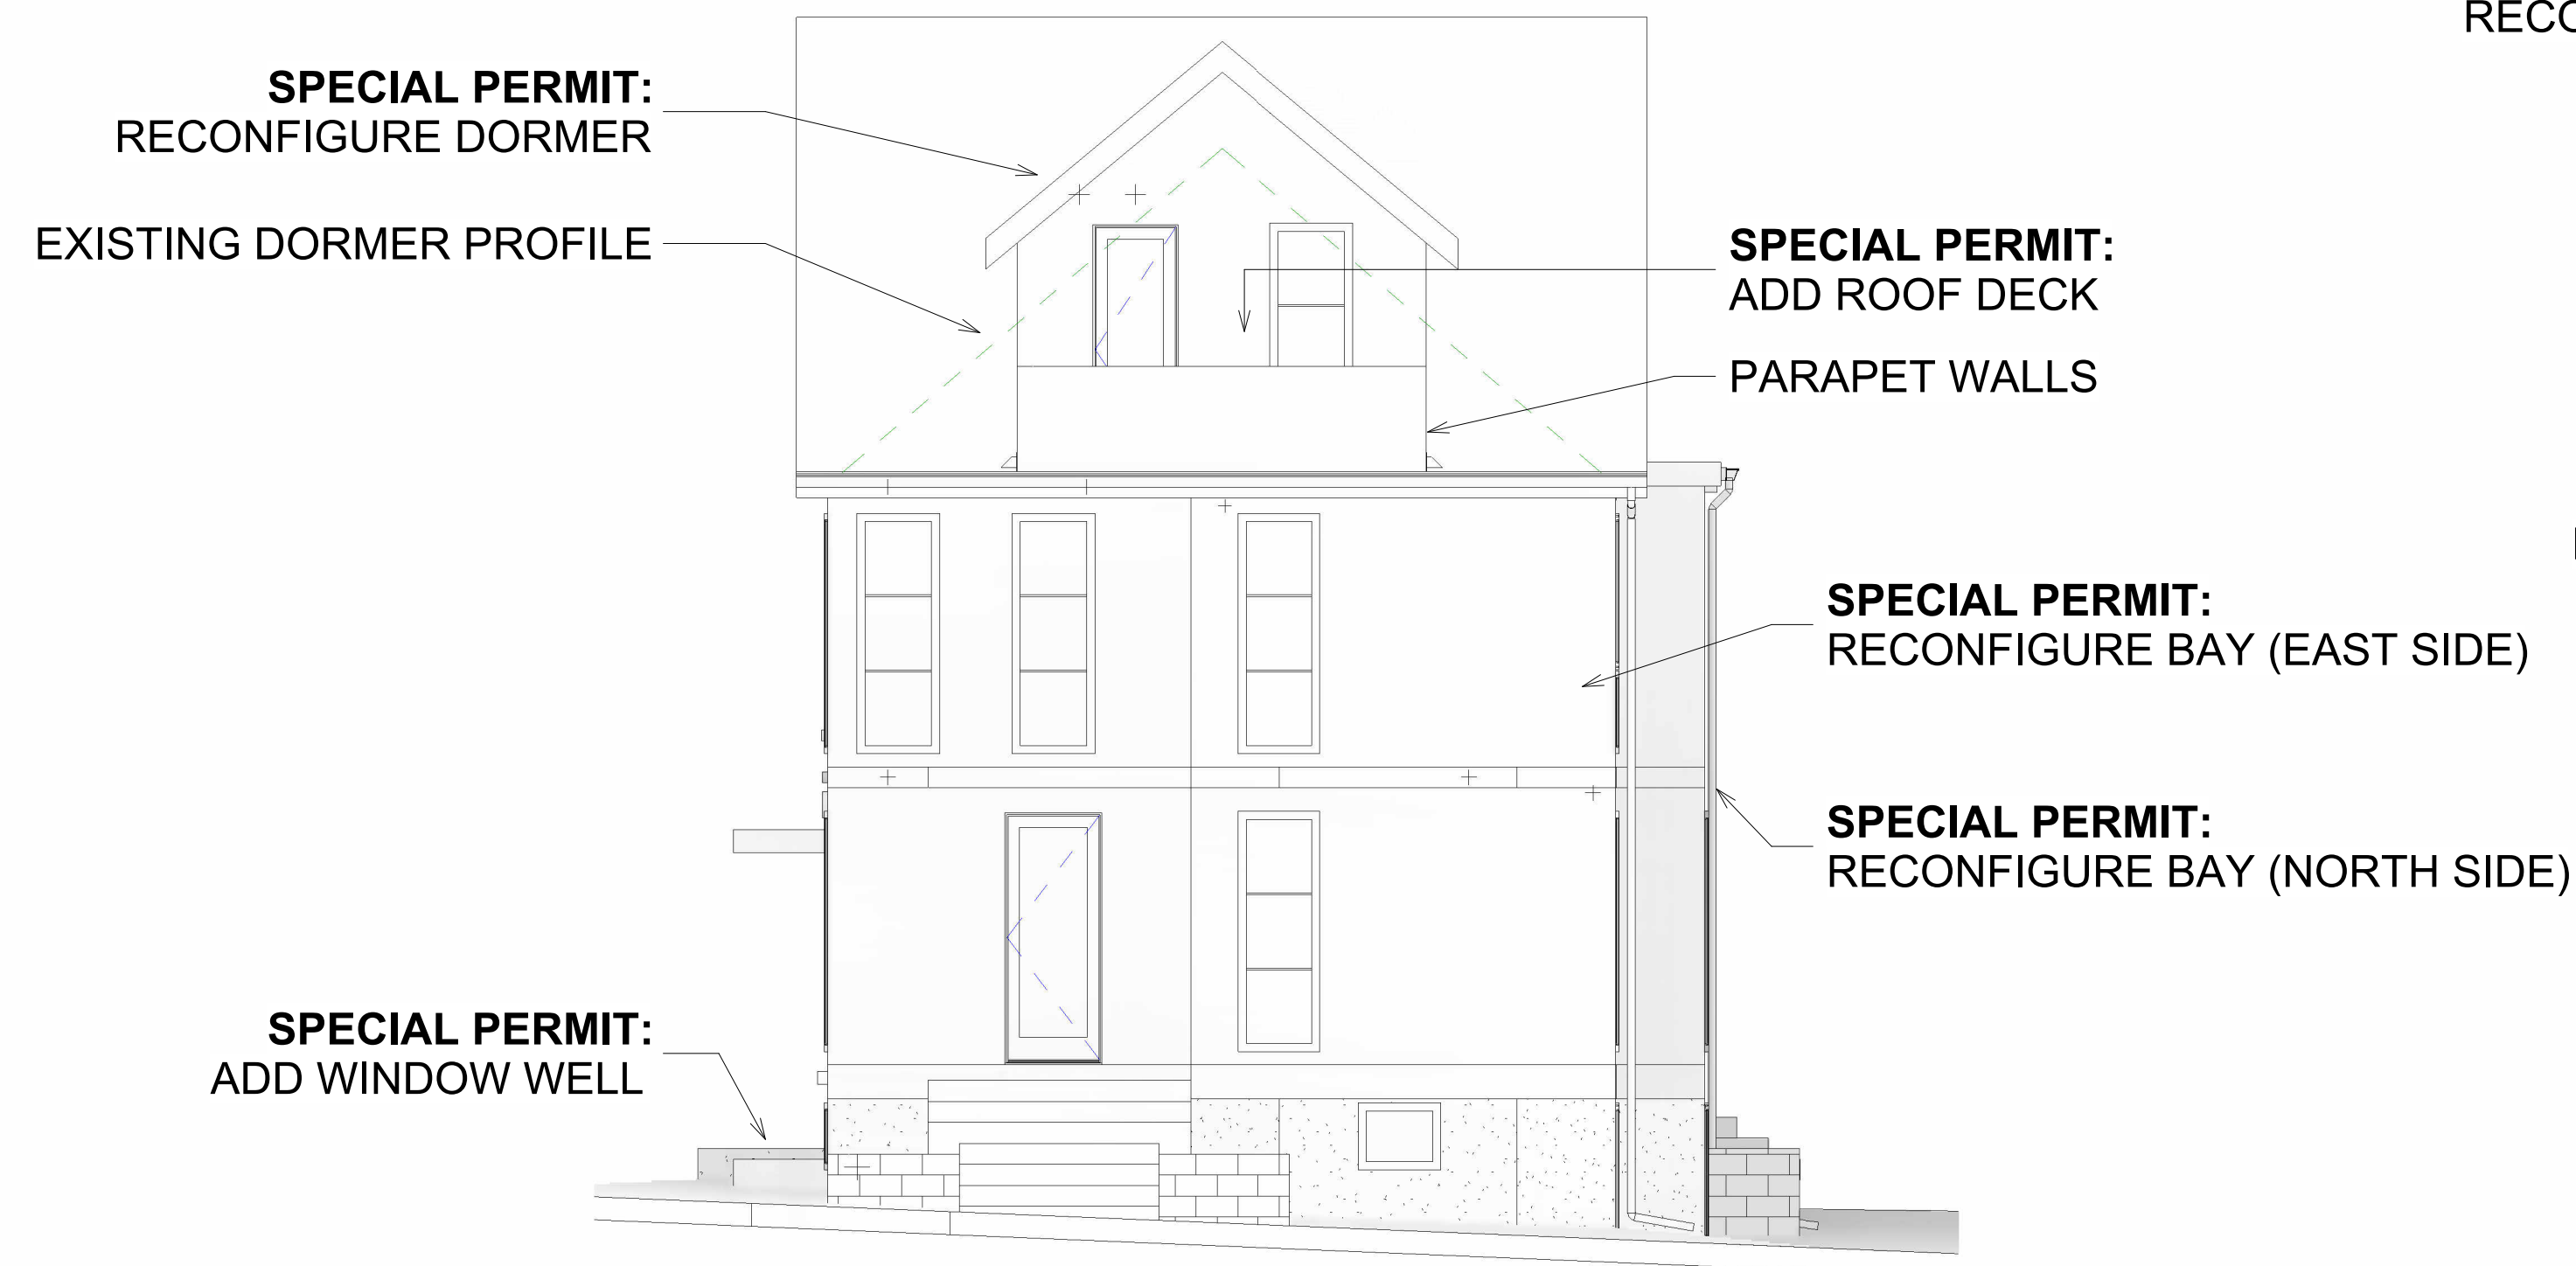 SPECIAL PERMIT:
RECONFIGURE DORMER
EXISTING DORMER PROFILE
SPECIAL PERMIT:
ADD ROOF DECK
PARAPET WALLS
SPECIAL PERMIT:
RECONFIGURE BAY (EAST SIDE)
SPECIAL PERMIT:
RECONFIGURE BAY (NORTH SIDE)
SPECIAL PERMIT:
ADD WINDOW WELL